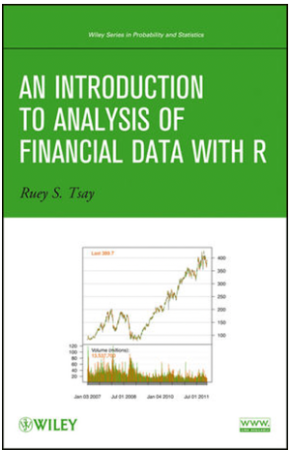 Wiley Series in Probability and Statistics
AN INTRODUCTION
TO ANALYSIS OF
FINANCIAL DATA WITH R
Ruey S. Tsay
Last 389.7
400
350
300
250
200
150
100
Volume (millions):
120
100
80
60
40
20
Jan 03 2007 Jul 01 2008 Jan 04 2010 Jul 01 2011
WILEY
WWW.